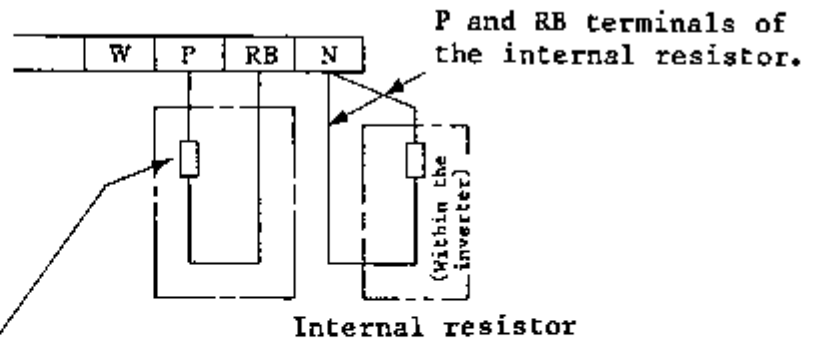 P and RB terminals of
the internal resistor.
W P RB N
(Within the
inverter)
Internal resistor